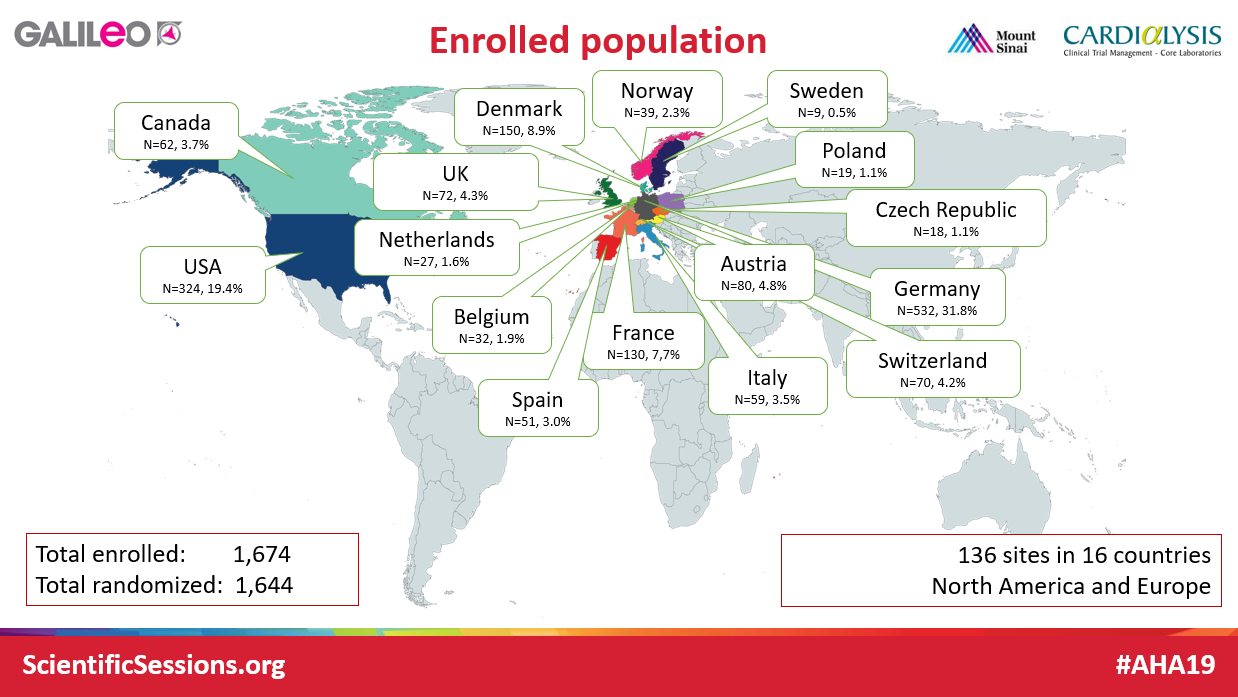 GALILEO
Enrolled population
Mount
Sinai
CARDIALYSIS
Clinical Trial Management - Core Laboratories
Canada
N=62, 3.7%
Denmark
N=150, 8.9%
Norway
N=39, 2.3%
Sweden
N=9, 0.5%
UK
N=72, 4.3%
Poland
N=19, 1.1%
Netherlands
N=27, 1.6%
Czech Republic
N=18, 1.1%
USA
N=324, 19.4%
Austria
N=80, 4.8%
Germany
N=532, 31.8%
Belgium
N=32, 1.9%
France
N=130, 7,7%
Switzerland
N=70, 4.2%
Italy
N=59, 3.5%
Spain
N=51, 3.0%
Total enrolled: 1,674
Total randomized: 1,644
136 sites in 16 countries
North America and Europe
ScientificSessions.org
#AHA19